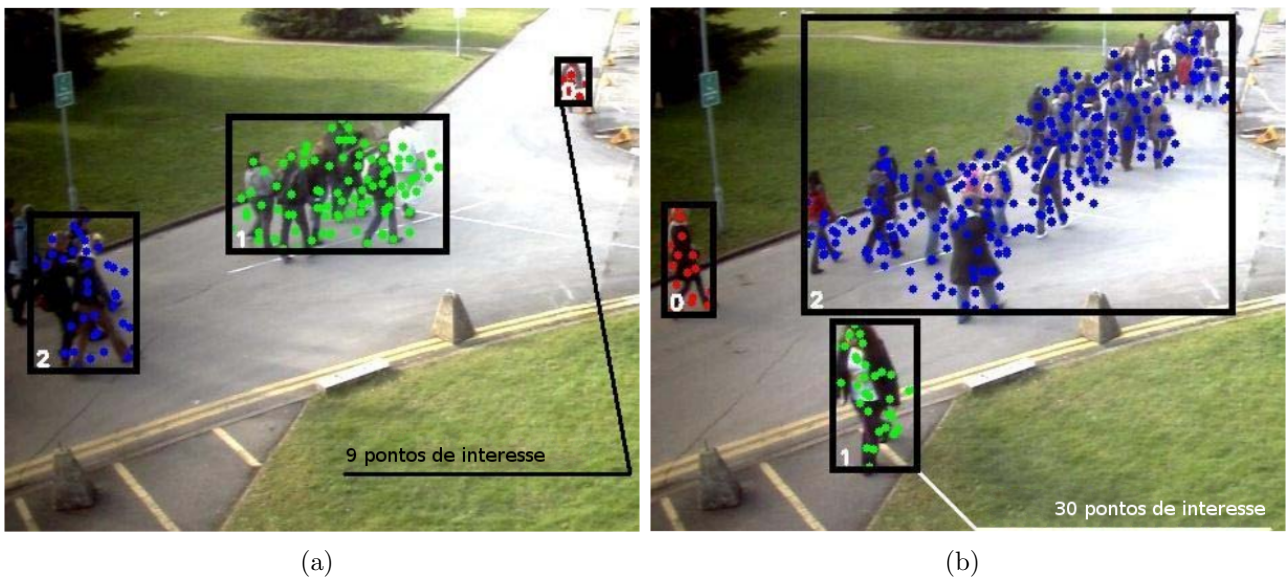 0
1
2
9 pontos de interesse
(a)
2
0
1
30 pontos de interesse
(b)